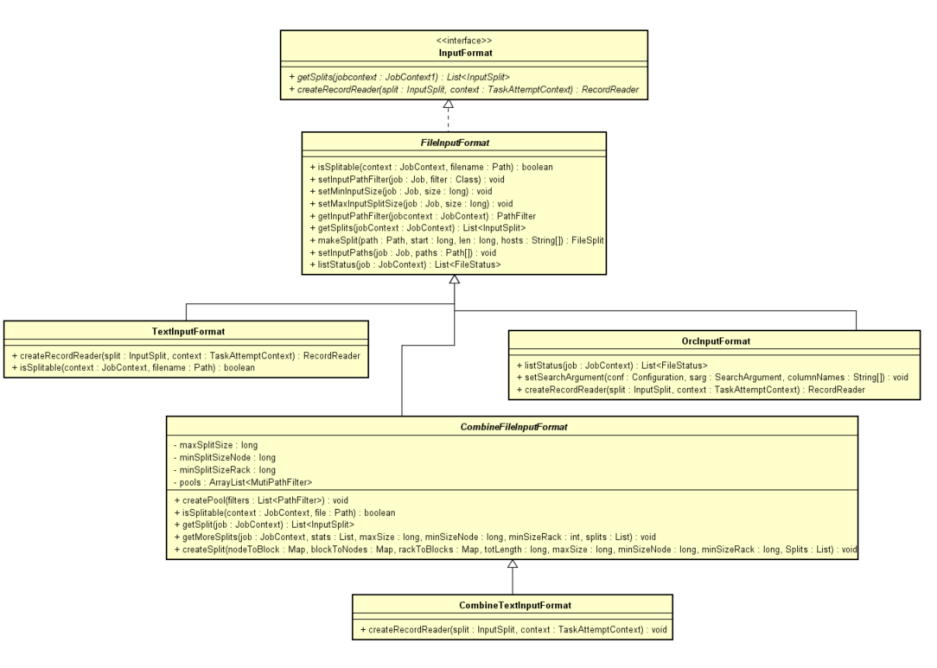 <<interface>>
InputFormat
+ getSplits(jobcontext : JobContext1) : List<InputSplit>
+ createRecordReader(split : InputSplit, context : TaskAttemptContext) : RecordReader
FileInputFormat
+ isSplitable(context : JobContext, filename : Path) : boolean
+ setInputPathFilter(job : Job, filter : Class) : void
+ setMinInputSize(job : Job, size : long) : void
+ setMaxInputSplitSize(job : Job, size : long) : void
+ getInputPathFilter(jobcontext : JobContext) : PathFilter
+ getSplits(jobContext : JobContext) : List<InputSplit>
+ makeSplit(path : Path, start : long, len : long, hosts : String[]) : FileSplit
+ setInputPaths(job : Job, paths : Path[]) : void
+ listStatus(job : JobContext) : List<FileStatus>
TextInputFormat
+ createRecordReader(split : InputSplit, context : TaskAttemptContext) : RecordReader
+ isSplitable(context : JobContext, filename : Path) : boolean
OrcInputFormat
+ listStatus(job : JobContext) : List<FileStatus>
+ setSearchArgument(conf : Configuration, sarg : SearchArgument, columnNames : String[]) : void
+ createRecordReader(split : InputSplit, context : TaskAttemptContext) : RecordReader
CombineFileInputFormat
- maxSplitSize : long
- minSplitSizeNode : long
- minSplitSizeRack : long
- pools : ArrayList<MutiPathFilter>
+ createPool(filters : List<PathFilter>) : void
+ isSplitable(context : JobContext, file : Path) : boolean
+ getSplit(job : JobContext) : List<InputSplit>
+ getMoreSplits(job : JobContext, stats : List, maxSize : long, minSizeNode : long, minSizeRack : int, splits : List) : void
+ createSplit(nodeToBlock : Map, blockToNodes : Map, rackToBlocks : Map, totLength : long, maxSize : long, minSizeNode : long, minSizeRack : long, Splits : List) : void
CombineTextInputFormat
+ createRecordReader(split : InputSplit, context : TaskAttemptContext) : void